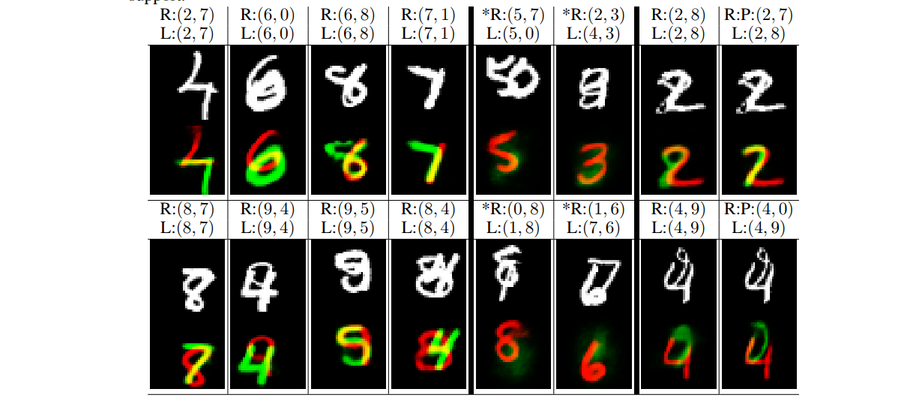 R:(2, 7) R:(6, 0) R:(6, 8) R:(7, 1) *R:(5, 7) *R:(2, 3) R:(2, 8) R:P:(2, 7)
L:(2, 7) L:(6, 0) L:(6, 8) L:(7, 1) L:(5, 0) L:(4, 3) L:(2, 8) L:(2, 8)
R:(8, 7) R:(9, 4) R:(9, 5) R:(8, 4) *R:(0, 8) *R:(1, 6) R:(4, 9) R:P:(4, 0)
L:(8, 7) L:(9, 4) L:(9, 5) L:(8, 4) L:(1, 8) L:(7, 6) L:(4, 9) L:(4, 9)